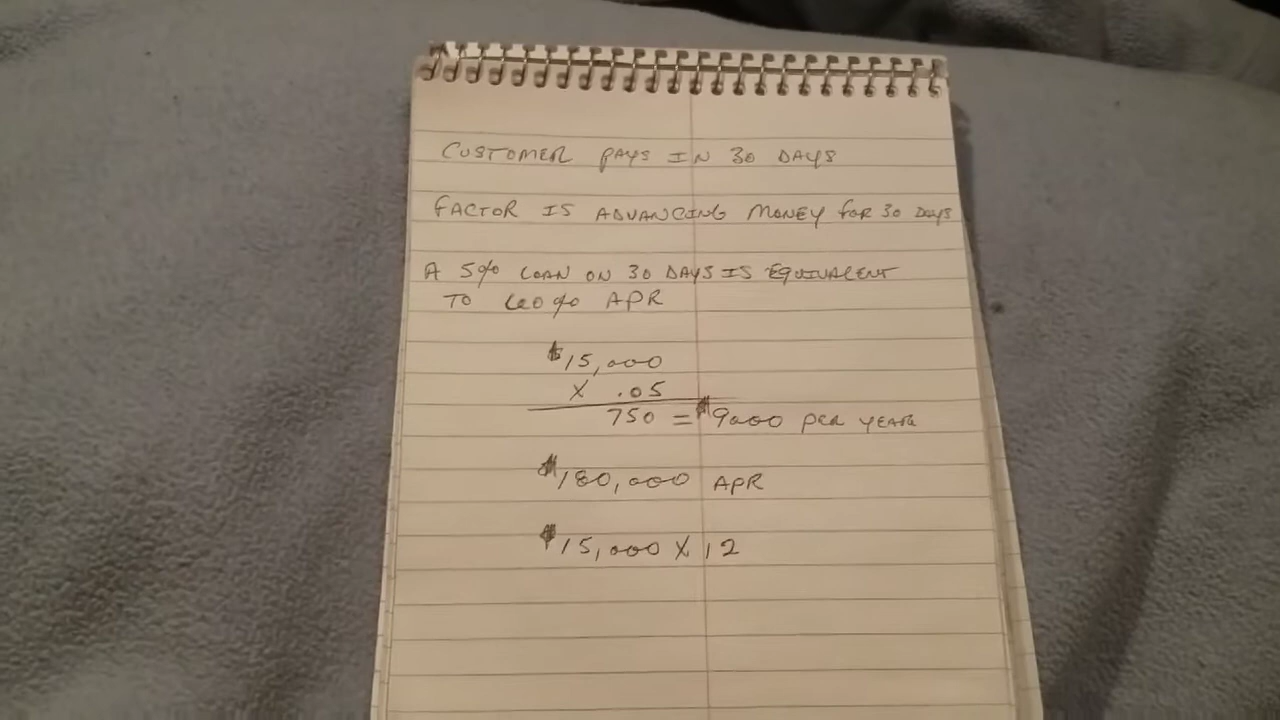 CUSTOMER PAYS IN 30 DAYS
FACTOR IS ADVANCING MONEY FOR 30 DAYS
A 5% LOAN ON 30 DAYS IS EQUIVALENT
TO 60% APR
$15,000
X .05
750 = $9000 PER YEAR
$180,000 APR
$15,000 X 12